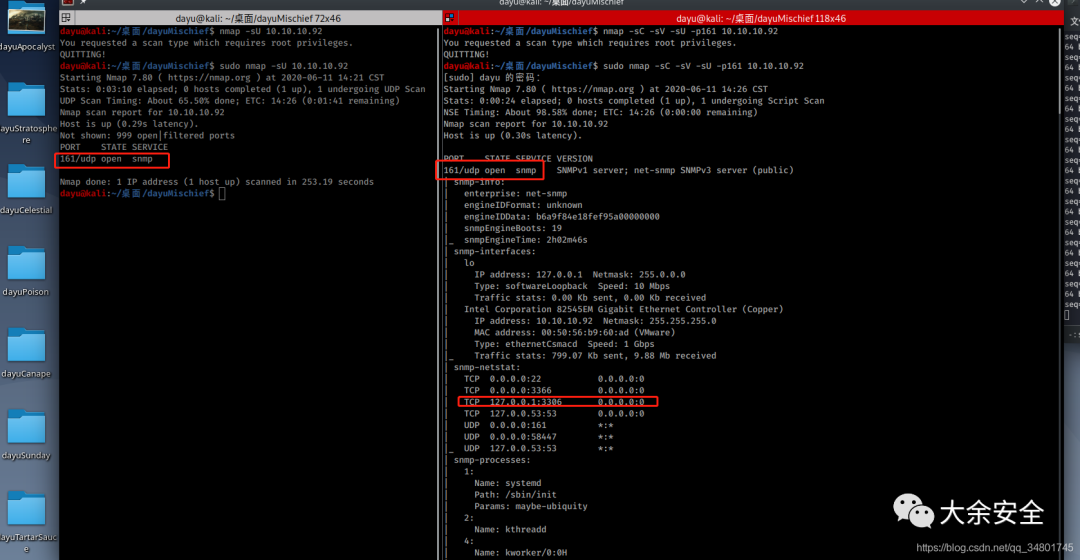 dayu@kali: ~/桌面/dayuMischief
dayu@kali: ~/桌面/dayuMischief 72x46
dayu@kali:~/桌面/dayuMischief$ nmap -sU 10.10.10.92
You requested a scan type which requires root privileges.
QUITTING!
dayu@kali:~/桌面/dayuMischief$ sudo nmap -sU 10.10.10.92
Starting Nmap 7.80 ( https://nmap.org ) at 2020-06-11 14:21 CST
Stats: 0:03:10 elapsed; 0 hosts completed (1 up), 1 undergoing UDP Scan
UDP Scan Timing: About 65.50% done; ETC: 14:26 (0:01:41 remaining)
Nmap scan report for 10.10.10.92
Host is up (0.29s latency).
Not shown: 999 open|filtered ports
PORT    STATE SERVICE
161/udp open  snmp
Nmap done: 1 IP address (1 host up) scanned in 253.19 seconds
dayu@kali:~/桌面/dayuMischief$
dayu@kali: ~/桌面/dayuMischief 118x46
dayu@kali:~/桌面/dayuMischief$ nmap -sC -sV -sU -p161 10.10.10.92
You requested a scan type which requires root privileges.
QUITTING!
dayu@kali:~/桌面/dayuMischief$ sudo nmap -sC -sV -sU -p161 10.10.10.92
[sudo] dayu 的密码：
Starting Nmap 7.80 ( https://nmap.org ) at 2020-06-11 14:26 CST
Stats: 0:00:24 elapsed; 0 hosts completed (1 up), 1 undergoing Script Scan
NSE Timing: About 98.58% done; ETC: 14:26 (0:00:00 remaining)
Nmap scan report for 10.10.10.92
Host is up (0.30s latency).
PORT    STATE SERVICE VERSION
161/udp open  snmp    SNMPv1 server; net-snmp SNMPv3 server (public)
| snmp-info:
|   enterprise: net-snmp
|   engineIDFormat: unknown
|   engineIDData: b6a9f84e18fef95a00000000
|   snmpEngineBoots: 19
|_  snmpEngineTime: 2h02m46s
| snmp-interfaces:
|   lo
|     IP address: 127.0.0.1  Netmask: 255.0.0.0
|     Type: softwareLoopback  Speed: 10 Mbps
|     Traffic stats: 0.00 Kb sent, 0.00 Kb received
|   Intel Corporation 82545EM Gigabit Ethernet Controller (Copper)
|     IP address: 10.10.10.92  Netmask: 255.255.255.0
|     MAC address: 00:50:56:b9:60:ad (VMware)
|     Type: ethernetCsmacd  Speed: 1 Gbps
|_    Traffic stats: 799.07 Kb sent, 9.88 Mb received
| snmp-netstat:
|   TCP  0.0.0.0:22           0.0.0.0:0
|   TCP  0.0.0.0:3366         0.0.0.0:0
|   TCP  127.0.0.1:3306       0.0.0.0:0
|   TCP  127.0.0.53:53        0.0.0.0:0
|   UDP  0.0.0.0:161          *:*
|   UDP  0.0.0.0:58447        *:*
|_  UDP  127.0.0.53:53        *:*
| snmp-processes:
|   1:
|     Name: systemd
|     Path: /sbin/init
|     Params: maybe-ubiquity
|   2:
|     Name: kthreadd
|   4:
|     Name: kworker/0:0H
dayuApocalyst
dayuStratosphe
re
dayuCelestial
dayuPoison
dayuCanape
dayuSunday
dayuTartarSauc
e
大余安全
https://blog.csdn.net/qq_34801745